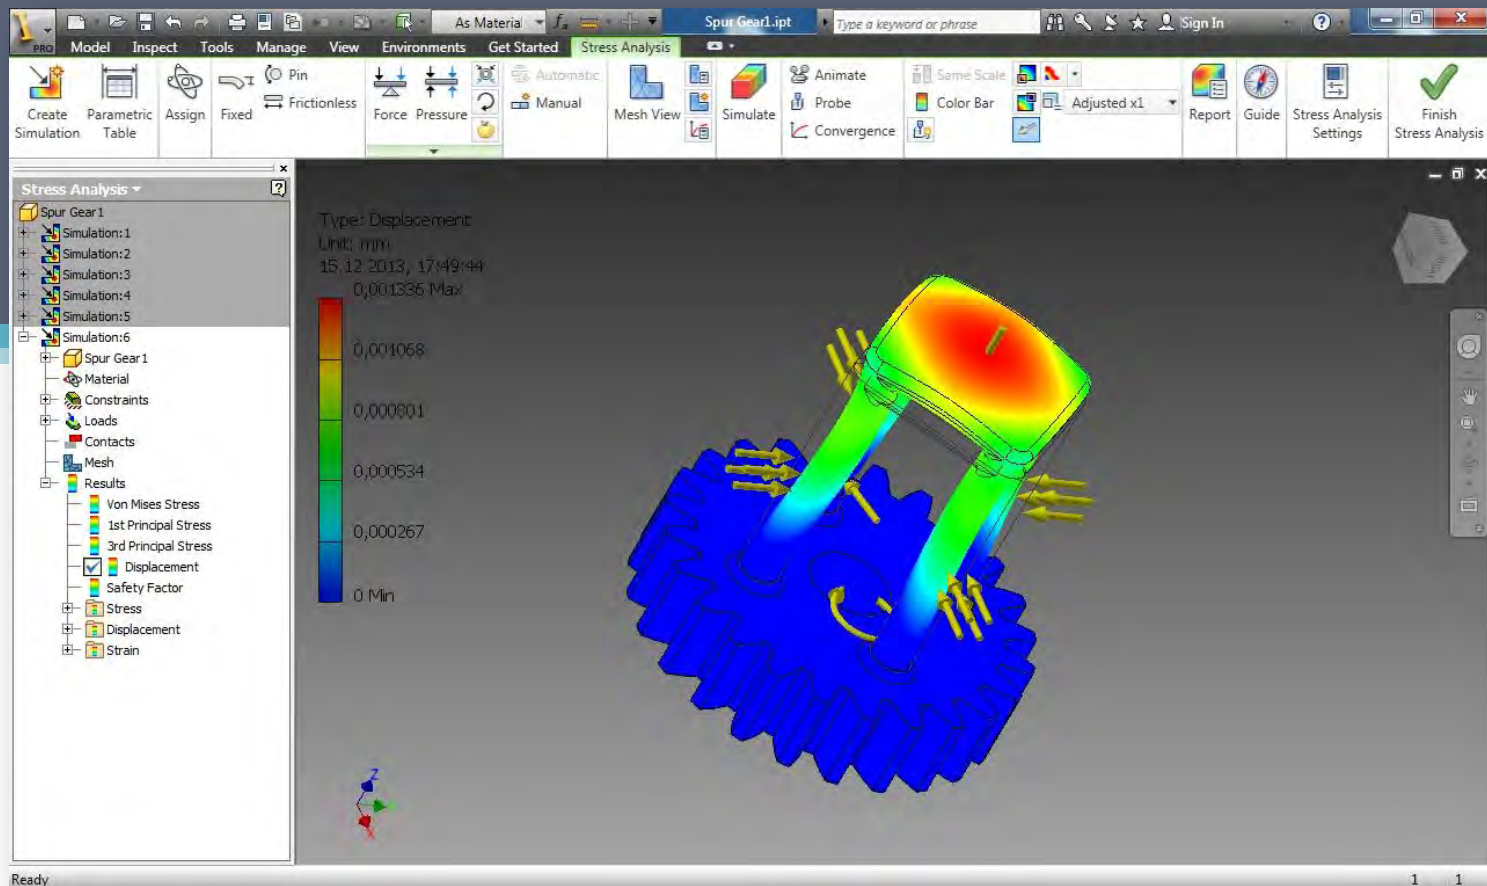 As Material
Spur Gear1.ipt
Type a keyword or phrase
Sign In
PRO
Model Inspect Tools Manage View Environments Get Started Stress Analysis
Create Simulation
Parametric Table
Assign
Fixed
Pin
Frictionless
Force
Pressure
Automatic
Manual
Mesh View
Simulate
Animate
Probe
Convergence
Same Scale
Color Bar
Adjusted x1
Report
Guide
Stress Analysis Settings
Finish
Stress Analysis
Stress Analysis
Spur Gear1
Simulation:1
Simulation:2
Simulation:3
Simulation:4
Simulation:5
Simulation:6
Spur Gear1
Material
Constraints
Loads
Contacts
Mesh
Results
Von Mises Stress
1st Principal Stress
3rd Principal Stress
Displacement
Safety Factor
Stress
Displacement
Strain
Type: Displacement
Unit: mm
15.12.2013, 17:49:44
0,001336 Max
0,001068
0,000801
0,000534
0,000267
0 Min
Z
X
Ready
1 1